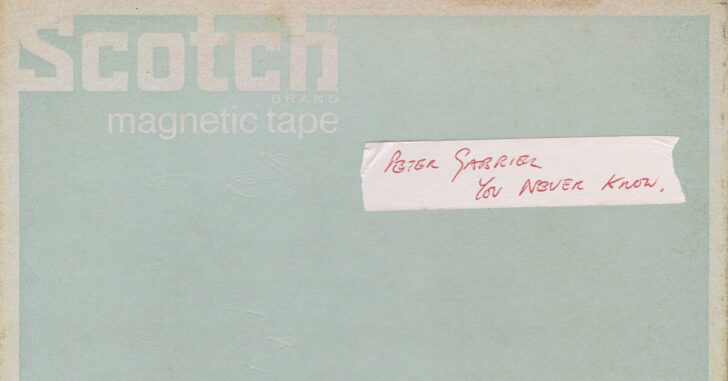 Scotch®
BRAND
magnetic tape
PETER GABRIEL
YOU NEVER KNOW.